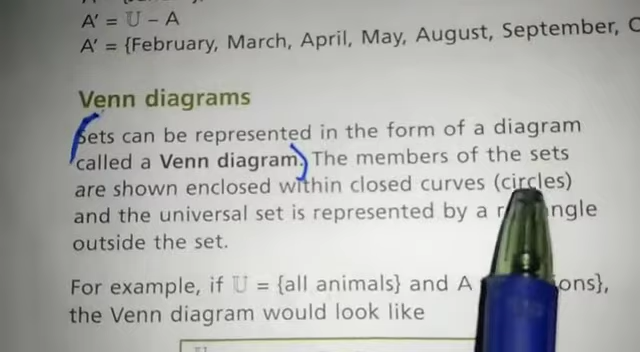 A′ = 𝕌 – A
A′ = {February, March, April, May, August, September,
Venn diagrams
Sets can be represented in the form of a diagram
called a Venn diagram. The members of the sets
are shown enclosed within closed curves (circles)
and the universal set is represented by a
outside the set.
For example, if 𝕌 = {all animals} and A
the Venn diagram would look like